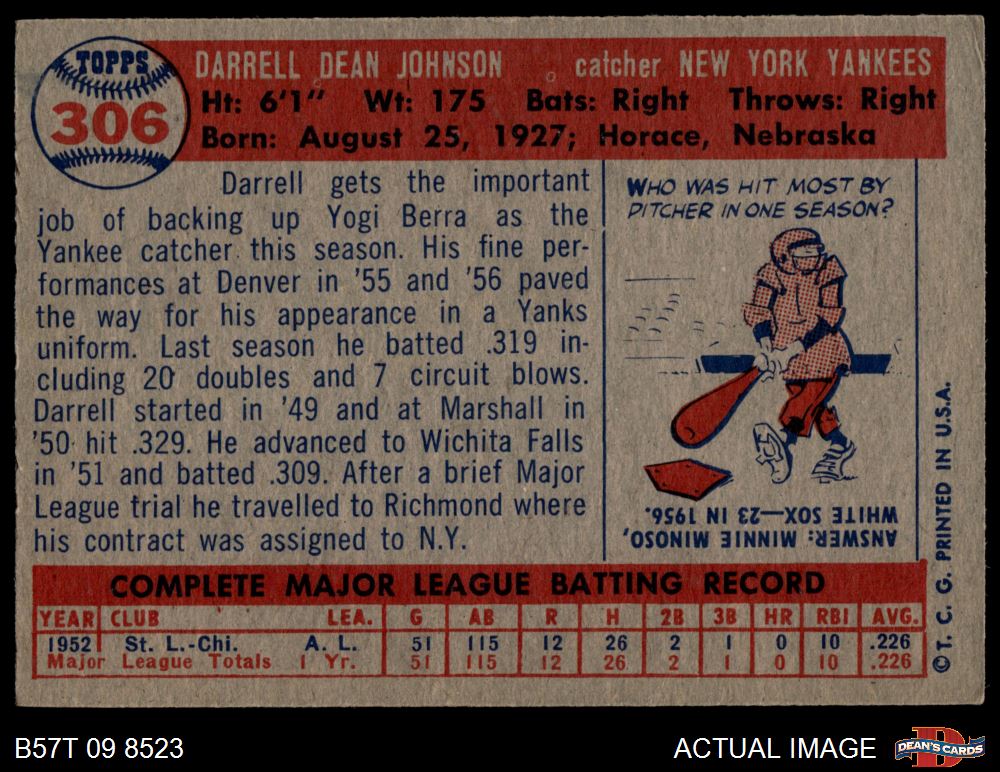 TOPPS
306
DARRELL DEAN JOHNSON catcher NEW YORK YANKEES
Ht: 6'1" Wt: 175 Bats: Right Throws: Right
Born: August 25, 1927; Horace, Nebraska
Darrell gets the important
job of backing up Yogi Berra as the
Yankee catcher this season. His fine per-
formances at Denver in '55 and '56 paved
the way for his appearance in a Yanks
uniform. Last season he batted .319 in-
cluding 20 doubles and 7 circuit blows.
Darrell started in '49 and at Marshall in
'50 hit .329. He advanced to Wichita Falls
in '51 and batted .309. After a brief Major
League trial he travelled to Richmond where
his contract was assigned to N.Y.
WHO WAS HIT MOST BY
PITCHER IN ONE SEASON?
ANSWER: MINNIE MINOSO,
WHITE SOX—23 IN 1956.
©T. C. G. PRINTED IN U.S.A.
COMPLETE MAJOR LEAGUE BATTING RECORD
YEAR CLUB LEA. G AB R H 2B 3B HR RBI AVG.
1952 St. L.-Chi. A. L. 51 115 12 26 2 1 0 10 .226
Major League Totals 1 Yr. 51 115 12 26 2 1 0 10 .226
B57T 09 8523
ACTUAL IMAGE
DEAN'S CARDS